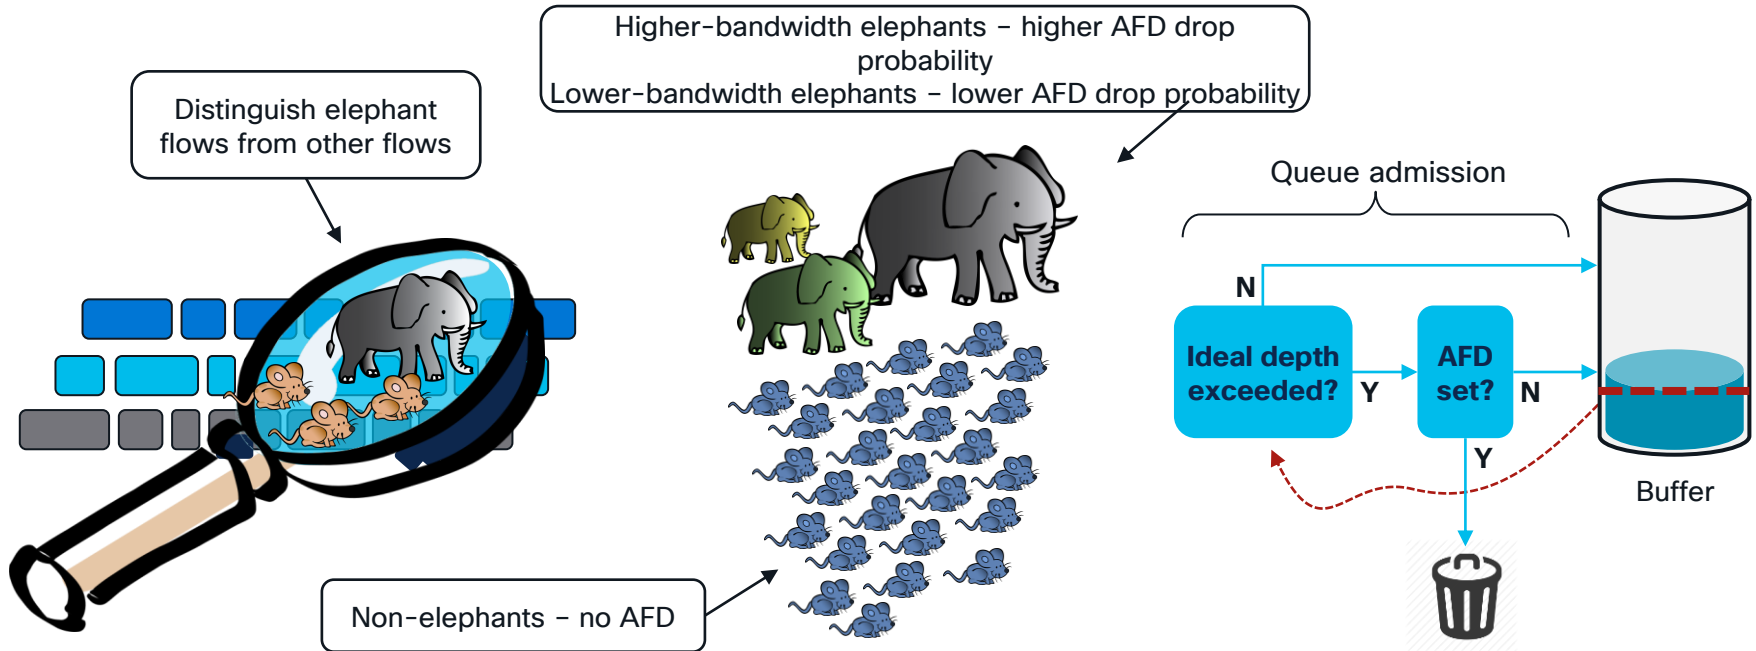 Higher-bandwidth elephants – higher AFD drop
probability
Lower-bandwidth elephants – lower AFD drop probability
Distinguish elephant
flows from other flows
Queue admission
N
Ideal depth
exceeded?
Y
AFD
set?
N
Y
Buffer
Non-elephants – no AFD